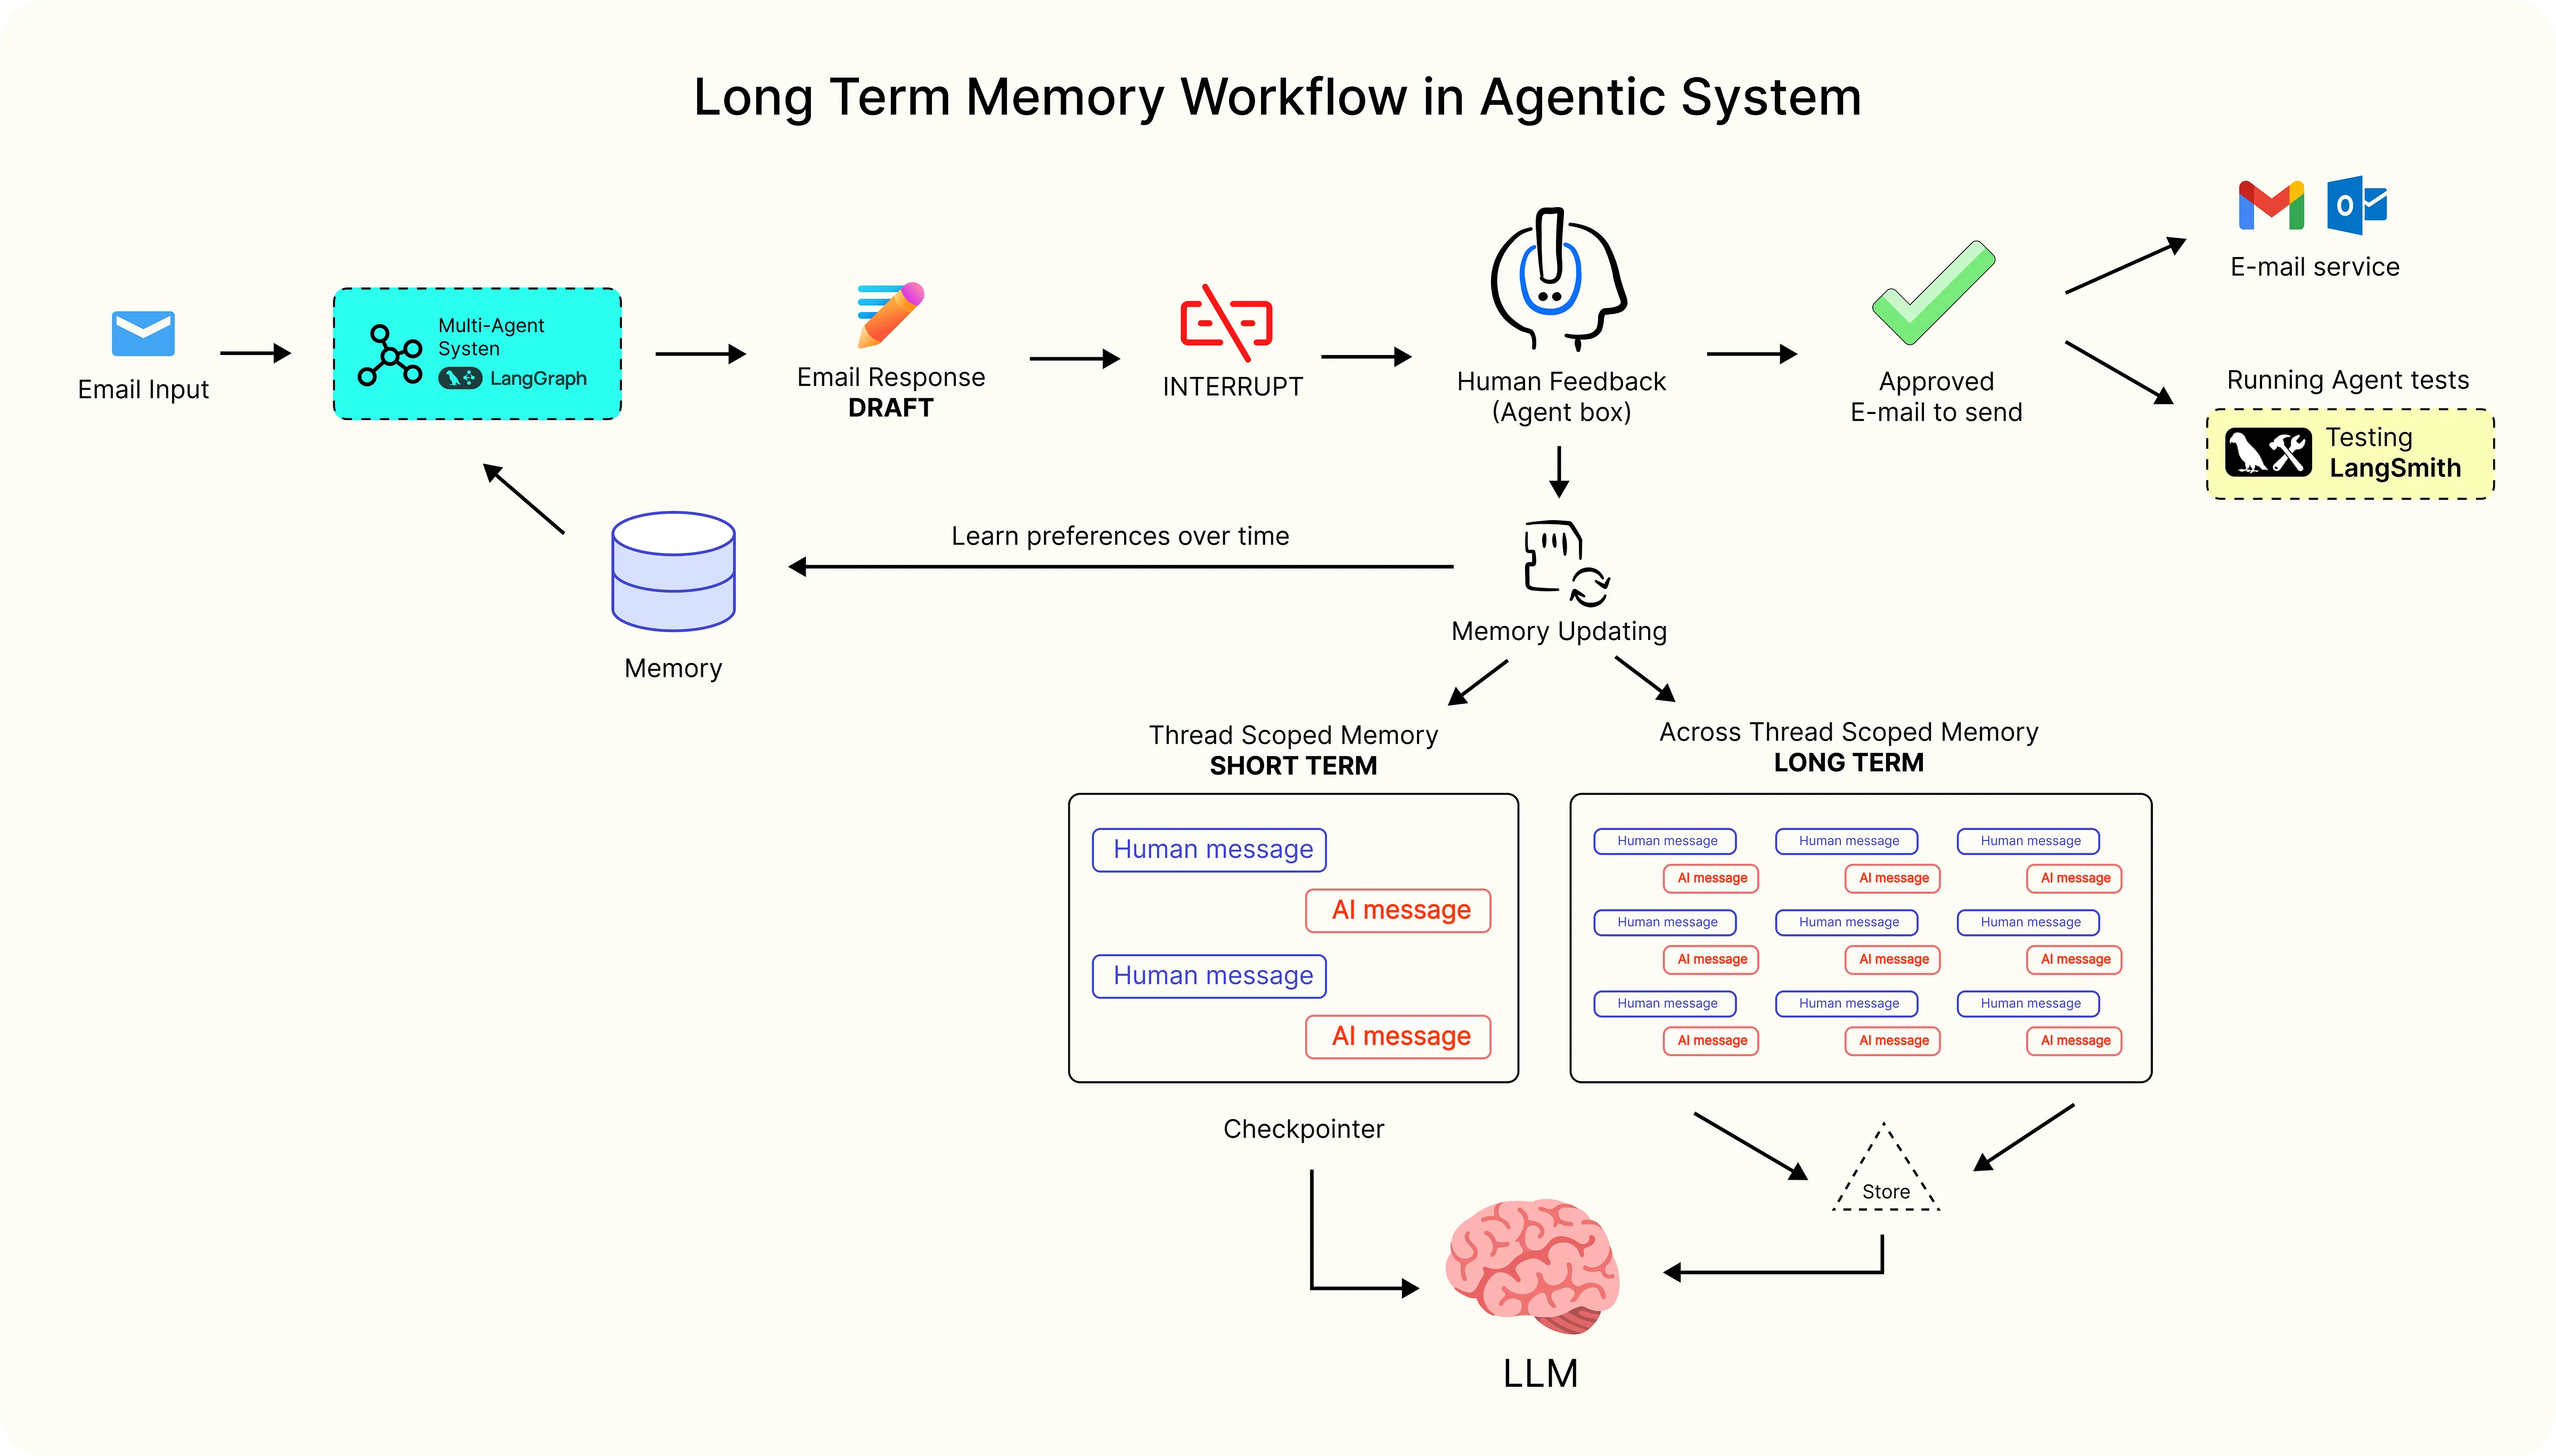 Long Term Memory Workflow in Agentic System
Email Input
Multi-Agent
Systen
LangGraph
Email Response
DRAFT
INTERRUPT
Human Feedback
(Agent box)
Approved
E-mail to send
O
E-mail service
Running Agent tests
Testing
LangSmith
Learn preferences over time
Memory
Memory Updating
Thread Scoped Memory
SHORT TERM
Human message
AI message
Human message
AI message
Checkpointer
Across Thread Scoped Memory
LONG TERM
Human message Human message Human message
AI message AI message AI message
Human message Human message Human message
AI message AI message AI message
Human message Human message Human message
AI message AI message AI message
Store
LLM